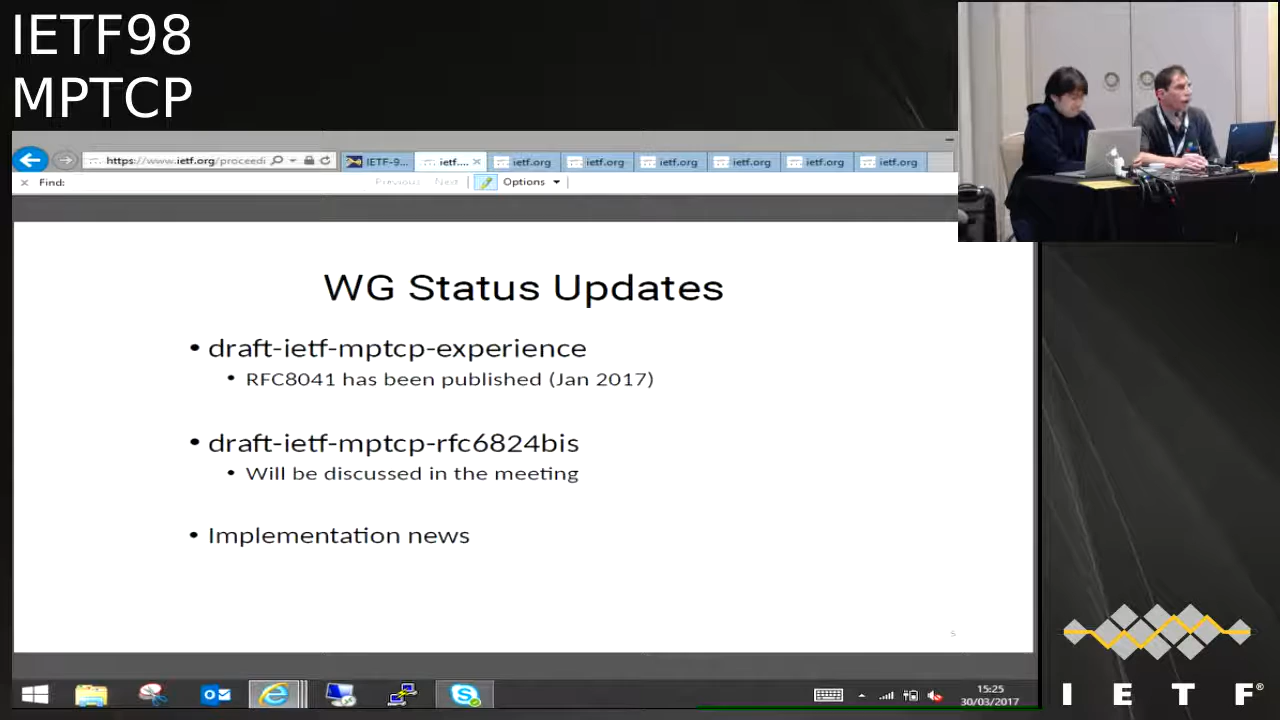 IETF98
MPTCP
https://www.ietf.org/proceedi
IETF-9...
ietf....
ietf.org
ietf.org
ietf.org
ietf.org
ietf.org
ietf.org
Find:
Previous
Next
Options
WG Status Updates
• draft-ietf-mptcp-experience
• RFC8041 has been published (Jan 2017)
• draft-ietf-mptcp-rfc6824bis
• Will be discussed in the meeting
• Implementation news
5
15:25
30/03/2017
I E T F®